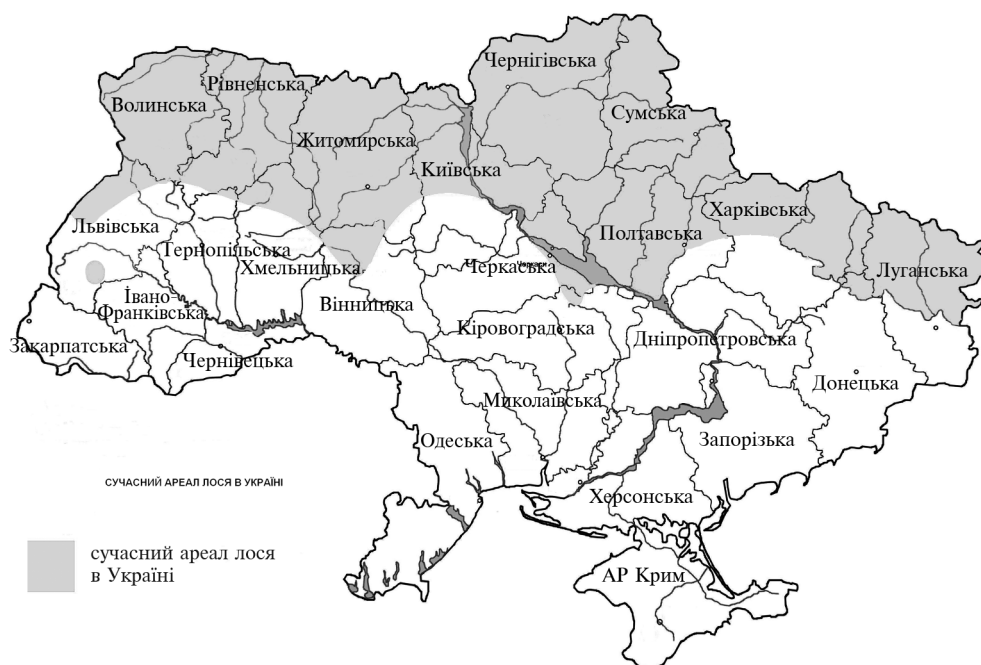 Чернігівська
Рівненська
Волинська
Сумська
Житомирська
Київська
Харківська
Львівська
Полтавська
Тернопільська
Хмельницька
Черкаська
Черкаси
Луганська
Івано-
Франківська
Вінницька
Кіровоградська
Дніпропетровська
Закарпатська
Чернівецька
Донецька
Миколаївська
Одеська
Запорізька
СУЧАСНИЙ АРЕАЛ ЛОСЯ В УКРАЇНІ
Херсонська
сучасний ареал лося
в Україні
АР Крим